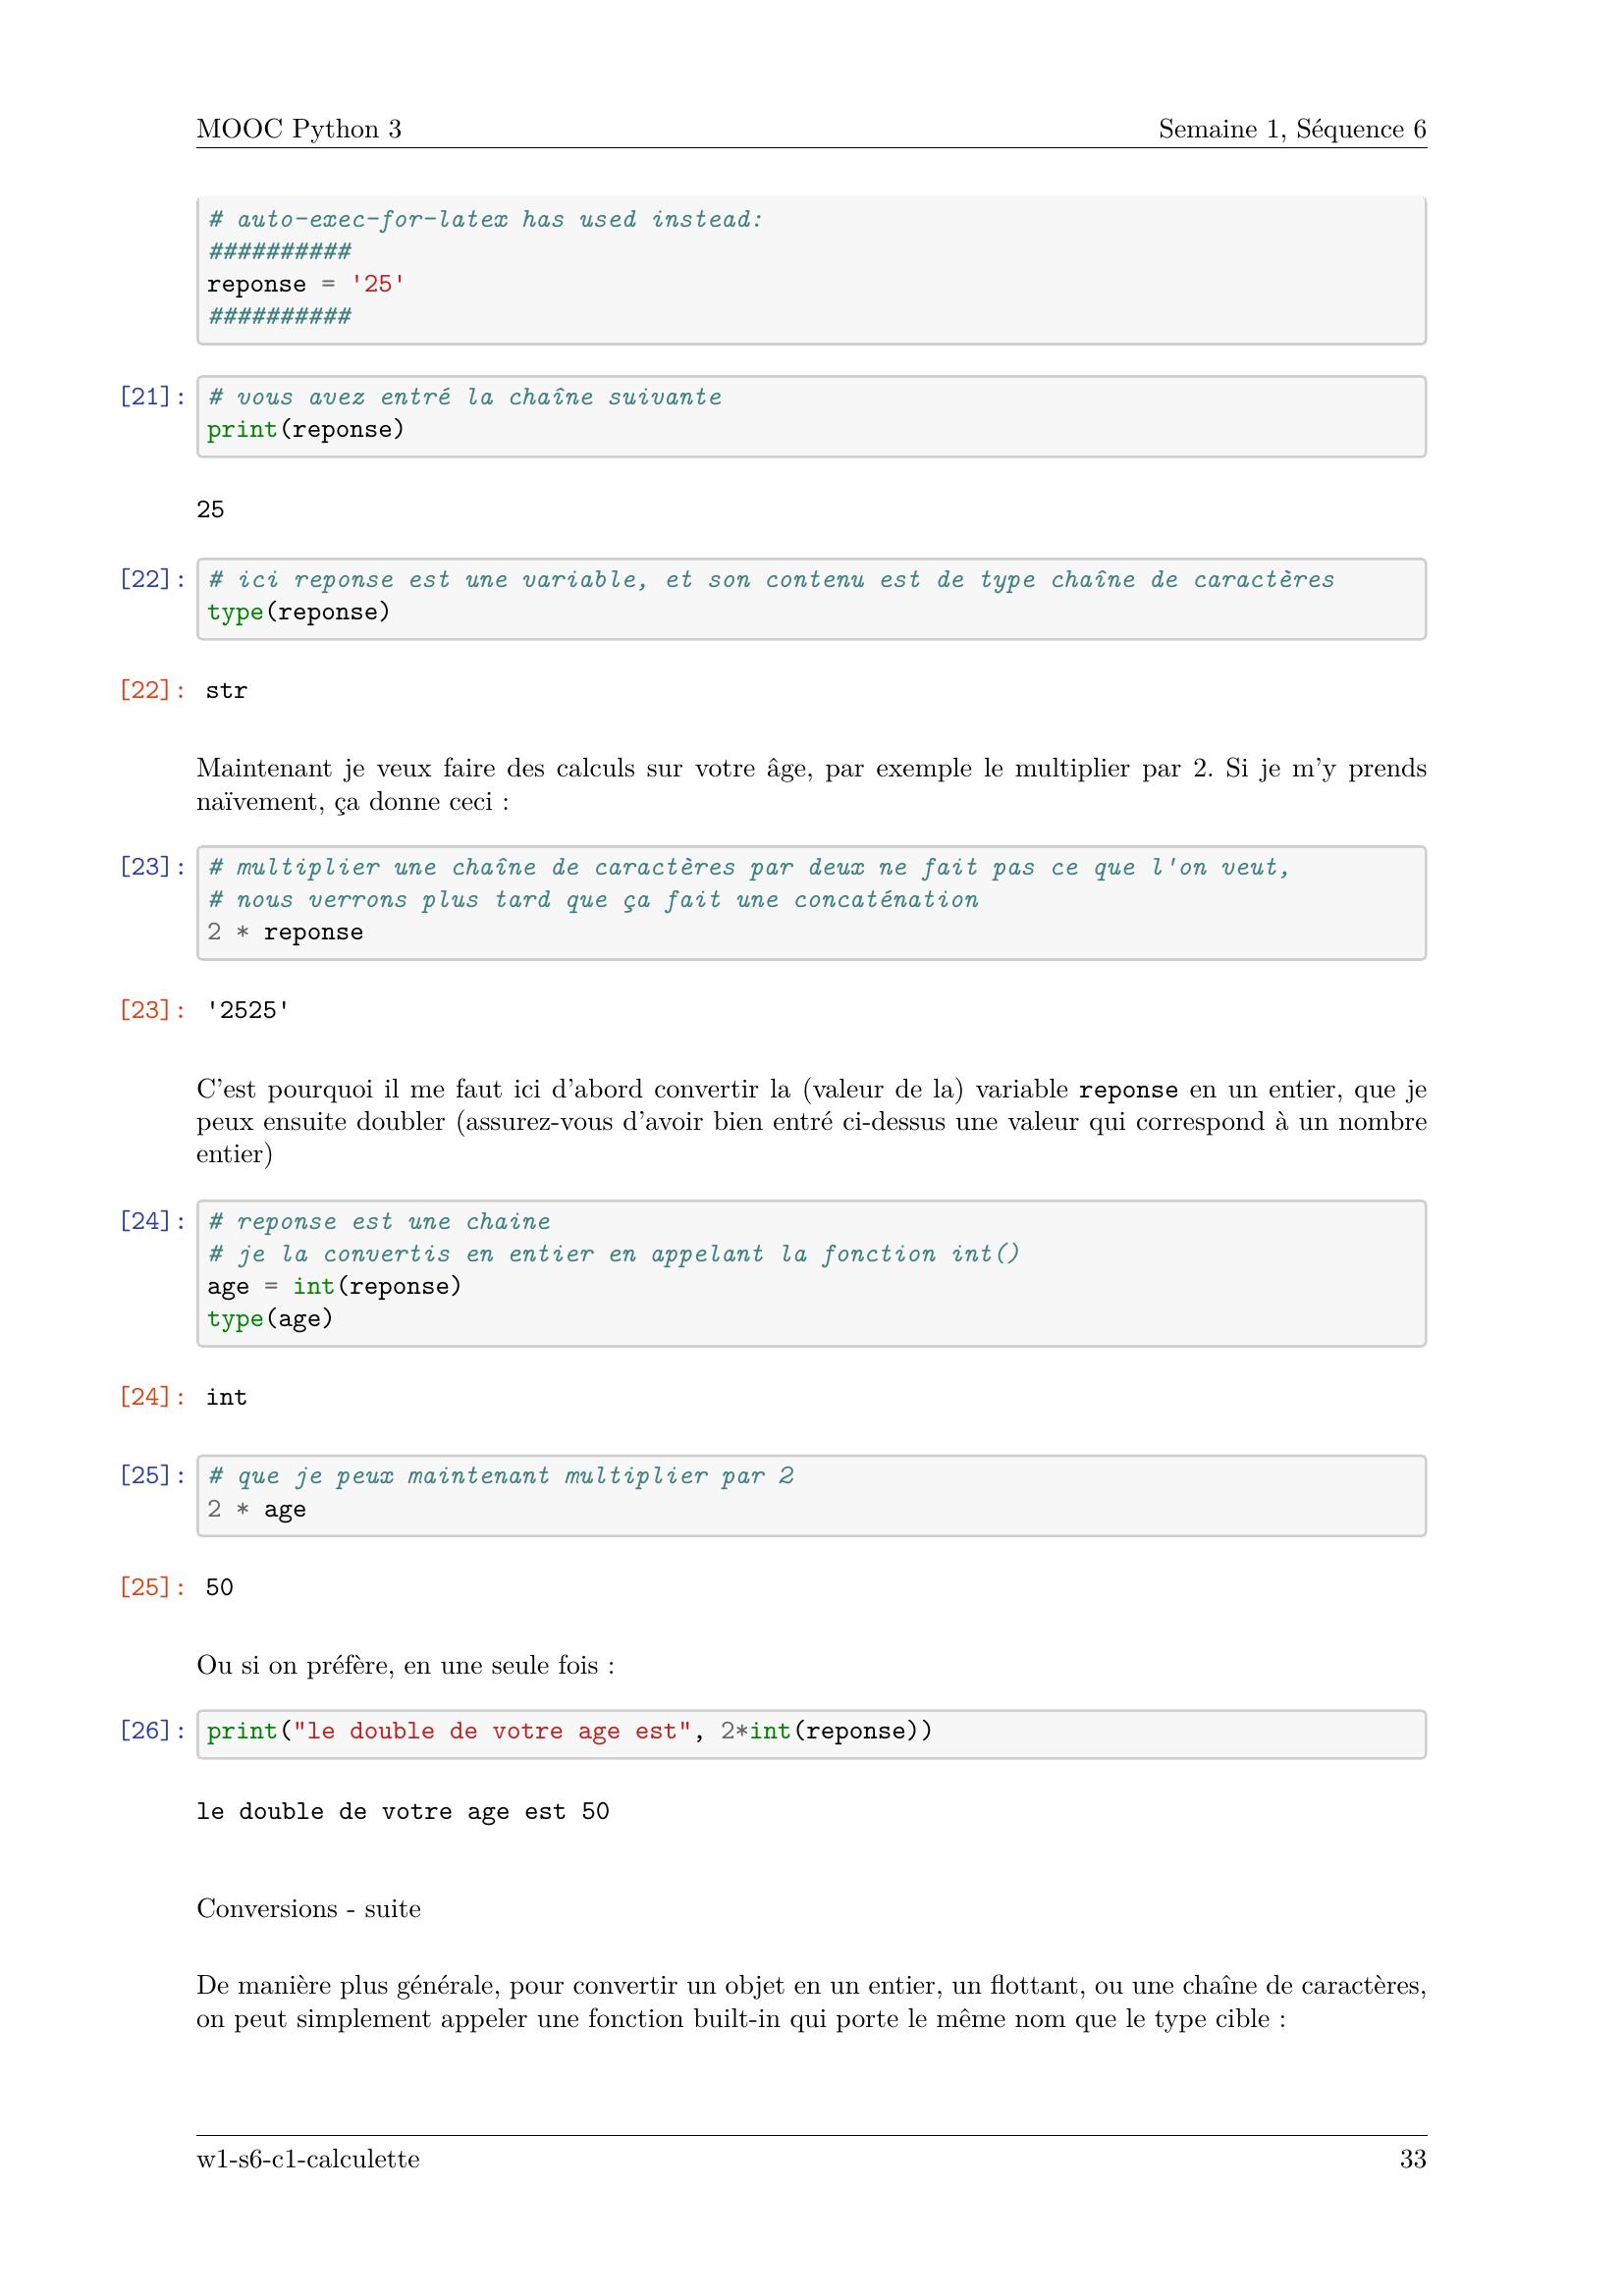 MOOC Python 3 Semaine 1, Séquence 6
# auto-exec-for-latex has used instead:
##########
reponse = '25'
##########
[21]: # vous avez entré la chaîne suivante
print(reponse)
25
[22]: # ici reponse est une variable, et son contenu est de type chaîne de caractères
type(reponse)
[22]: str
Maintenant je veux faire des calculs sur votre âge, par exemple le multiplier par 2. Si je m'y prends
naïvement, ça donne ceci :
[23]: # multiplier une chaîne de caractères par deux ne fait pas ce que l'on veut,
# nous verrons plus tard que ça fait une concaténation
2 * reponse
[23]: '2525'
C'est pourquoi il me faut ici d'abord convertir la (valeur de la) variable reponse en un entier, que je
peux ensuite doubler (assurez-vous d'avoir bien entré ci-dessus une valeur qui correspond à un nombre
entier)
[24]: # reponse est une chaine
# je la convertis en entier en appelant la fonction int()
age = int(reponse)
type(age)
[24]: int
[25]: # que je peux maintenant multiplier par 2
2 * age
[25]: 50
Ou si on préfère, en une seule fois :
[26]: print("le double de votre age est", 2*int(reponse))
le double de votre age est 50
Conversions - suite
De manière plus générale, pour convertir un objet en un entier, un flottant, ou une chaîne de caractères,
on peut simplement appeler une fonction built-in qui porte le même nom que le type cible :
w1-s6-c1-calculette 33